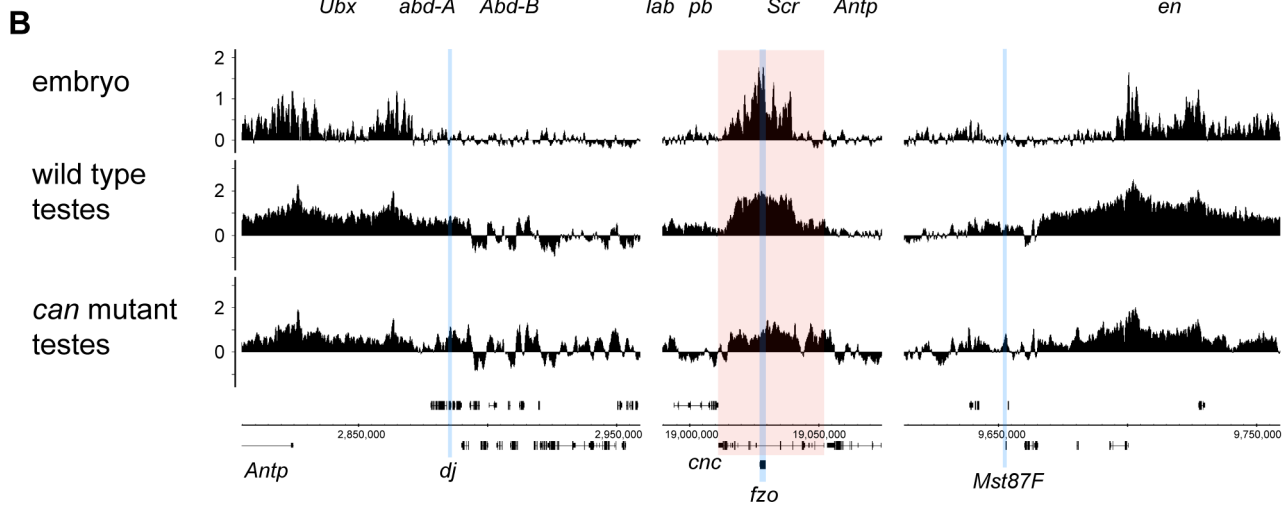 Ubx abd-A Abd-B lab pb Scr Antp en
B
embryo
2
1
0
wild type
testes
2
0
can mutant
testes
2
0
2,850,000 2,950,000 19,000,000 19,050,000 9,650,000 9,750,000
Antp dj cnc fzo Mst87F